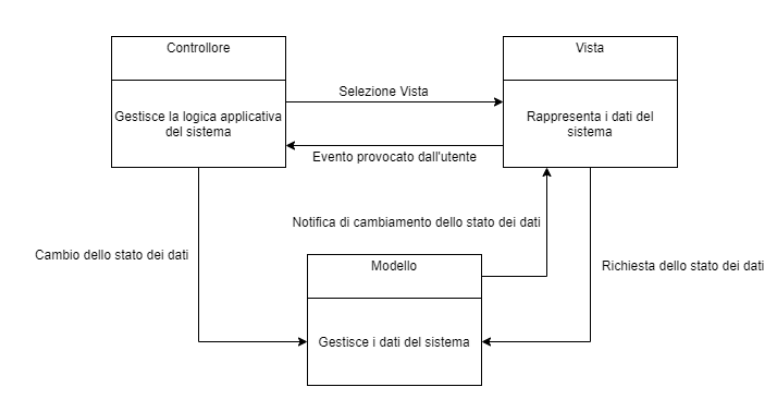 Controllore
Vista
Selezione Vista
Gestisce la logica applicativa
del sistema
Rappresenta i dati del
sistema
Evento provocato dall'utente
Notifica di cambiamento dello stato dei dati
Cambio dello stato dei dati
Modello
Richiesta dello stato dei dati
Gestisce i dati del sistema